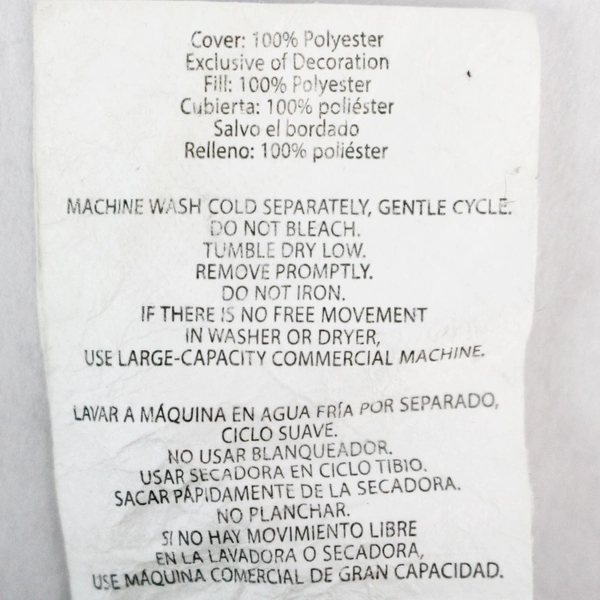 Cover: 100% Polyester
Exclusive of Decoration
Fill: 100% Polyester
Cubierta: 100% poliéster
Salvo el bordado
Relleno: 100% poliéster
MACHINE WASH COLD SEPARATELY, GENTLE CYCLE.
DO NOT BLEACH.
TUMBLE DRY LOW.
REMOVE PROMPTLY.
DO NOT IRON.
IF THERE IS NO FREE MOVEMENT
IN WASHER OR DRYER,
USE LARGE-CAPACITY COMMERCIAL MACHINE.
LAVAR A MÁQUINA EN AGUA FRÍA POR SEPARADO,
CICLO SUAVE.
NO USAR BLANQUEADOR.
USAR SECADORA EN CICLO TIBIO.
SACAR PÁPIDAMENTE DE LA SECADORA.
NO PLANCHAR.
SI NO HAY MOVIMIENTO LIBRE
EN LA LAVADORA O SECADORA,
USE MÁQUINA COMERCIAL DE GRAN CAPACIDAD.